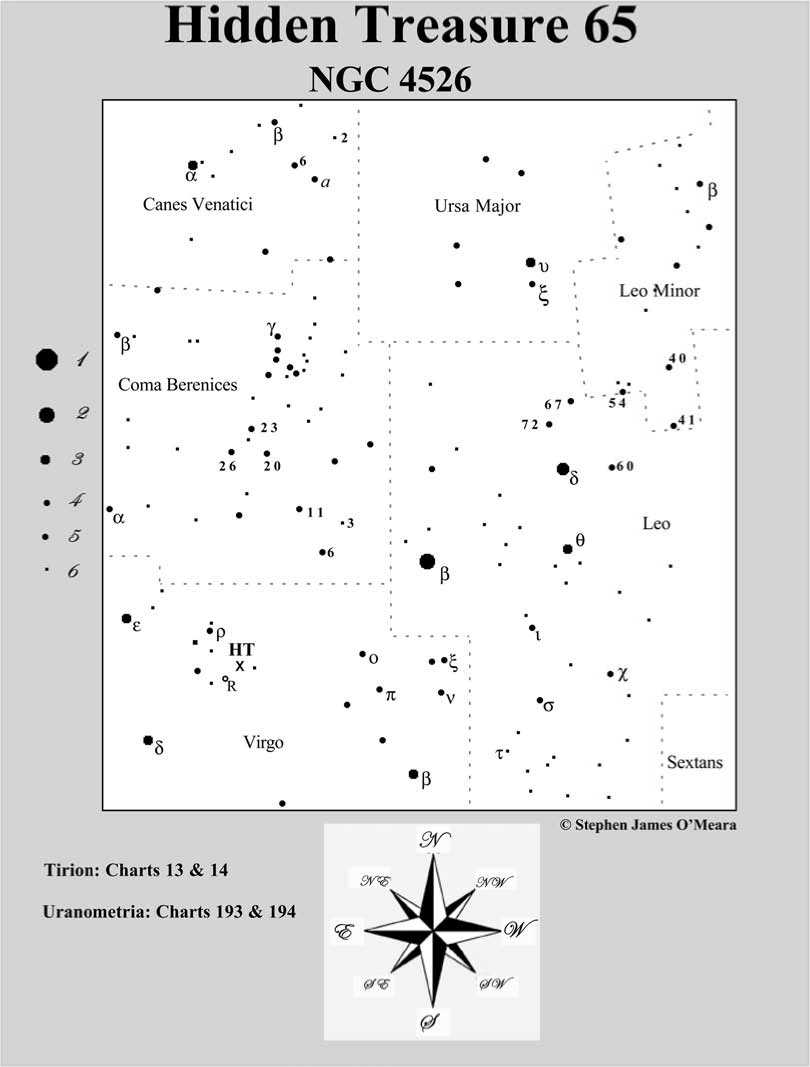 Hidden Treasure 65
NGC 4526
β
2
6
α
a
β
Canes Venatici
Ursa Major
υ
ξ
Leo Minor
γ
β
1
40
Coma Berenices
67
54
2
23
72
41
3
26
20
δ
60
4
α
11
3
Leo
5
6
θ
6
β
ε
ρ
ι
HT
X
ο
ξ
χ
R
π
ν
σ
δ
Virgo
τ
Sextans
β
© Stephen James O’Meara
N
Tirion: Charts 13 & 14
NE
NW
Uranometria: Charts 193 & 194
E
W
SE
SW
S